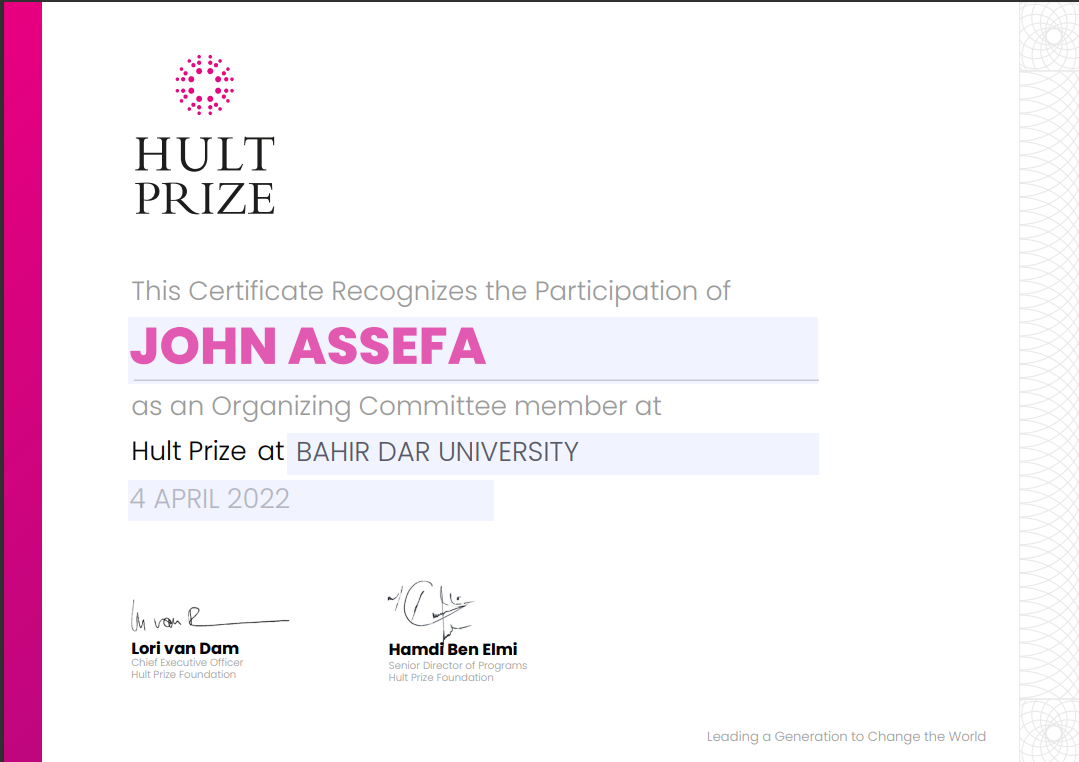 HULT
PRIZE
This Certificate Recognizes the Participation of
JOHN ASSEFA
as an Organizing Committee member at
Hult Prize at BAHIR DAR UNIVERSITY
4 APRIL 2022
Lori van Dam
Chief Executive Officer
Hult Prize Foundation
Hamdi Ben Elmi
Senior Director of Programs
Hult Prize Foundation
Leading a Generation to Change the World